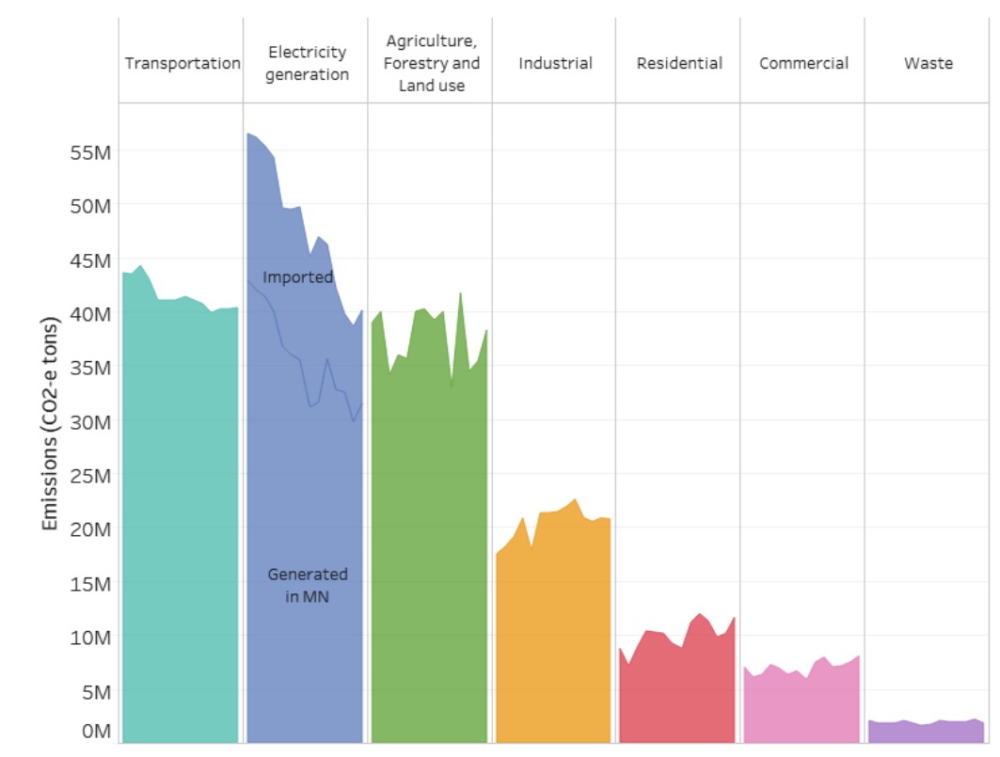 Transportation
Electricity
generation
Agriculture,
Forestry and
Land use
Industrial
Residential
Commercial
Waste
Emissions (CO2-e tons)
55M
50M
45M
40M
35M
30M
25M
20M
15M
10M
5M
0M
Imported
Generated
in MN